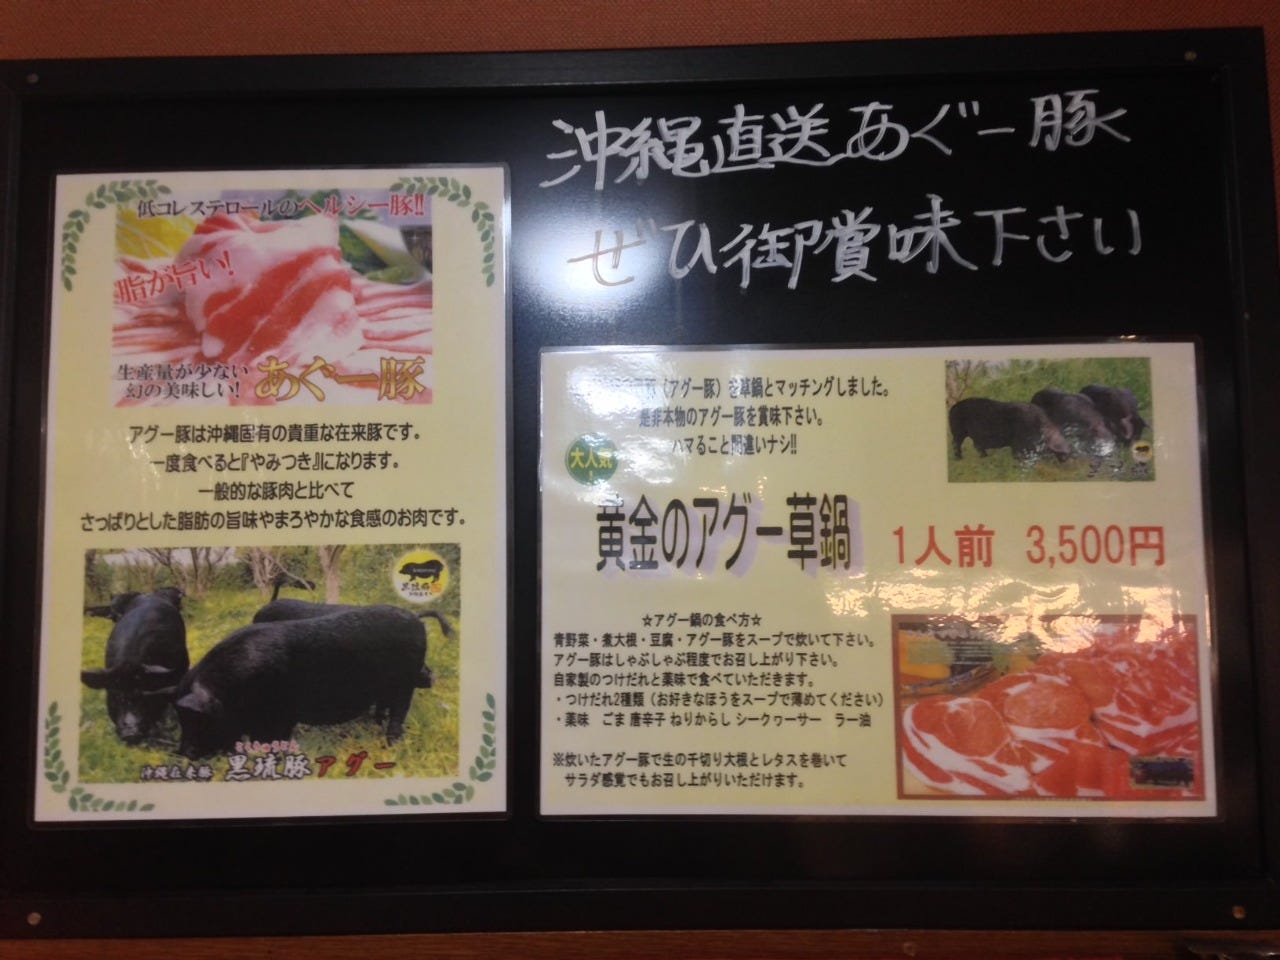 沖縄直送あぐー豚
ぜひ御賞味下さい
低コレステロールのヘルシー豚!!
脂が旨い!
生産量が少ない
幻の美味しい!
あぐー豚
アグー豚は沖縄固有の貴重な在来豚です。
一度食べると『やみつき』になります。
一般的な豚肉と比べて
さっぱりとした脂肪の旨味やまろやかな食感のお肉です。
沖縄在来豚 黒琉豚アグー
(アグー豚)を草鍋とマッチングしました。
是非本物のアグー豚を賞味下さい。
ハマること間違いナシ!!
大人気
黄金のアグー草鍋
1人前 3,500円
☆アグー鍋の食べ方☆
青野菜・煮大根・豆腐・アグー豚をスープで炊いて下さい。
アグー豚はしゃぶしゃぶ程度でお召し上がり下さい。
自家製のつけだれと薬味で食べていただきます。
・つけだれ2種類(お好きなほうをスープで薄めてください)
・薬味 ごま 唐辛子 ねりからし シークヮーサー ラー油
※炊いたアグー豚で生の千切り大根とレタスを巻いて
サラダ感覚でもお召し上がりいただけます。